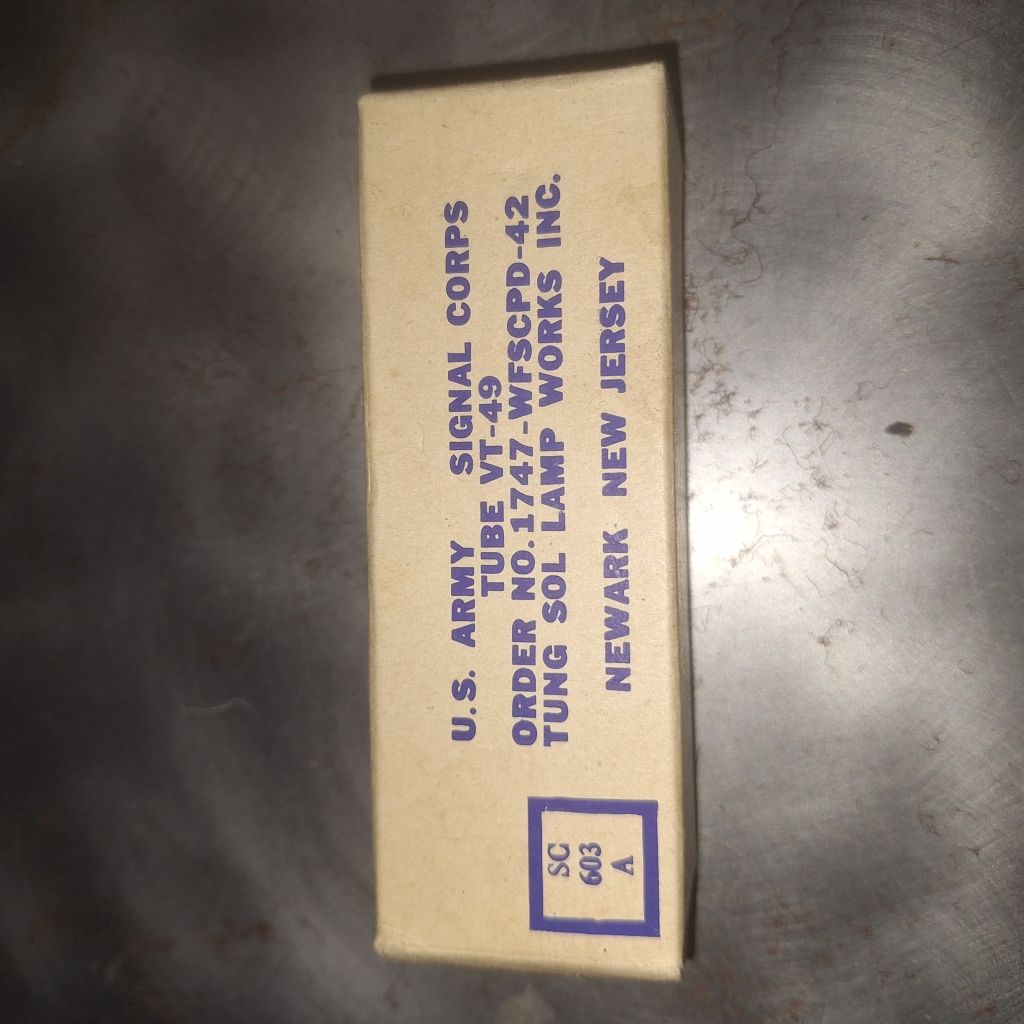 U.S. ARMY SIGNAL CORPS
TUBE VT-49
ORDER NO.1747-WFSCPD-42
TUNG SOL LAMP WORKS INC.
NEWARK NEW JERSEY
SC
603
A